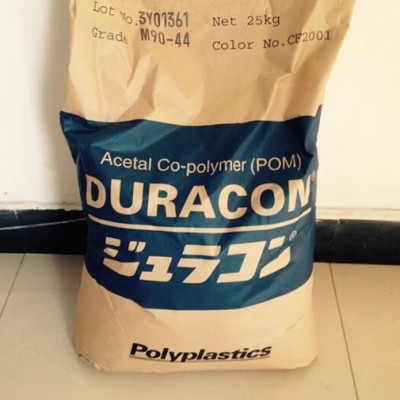 Lot No.3Y01361 Net 25kg
Grade M90-44 Color No.CF2001
Acetal Co-polymer (POM)
DURACON®
ジュラコン®
Polyplastics